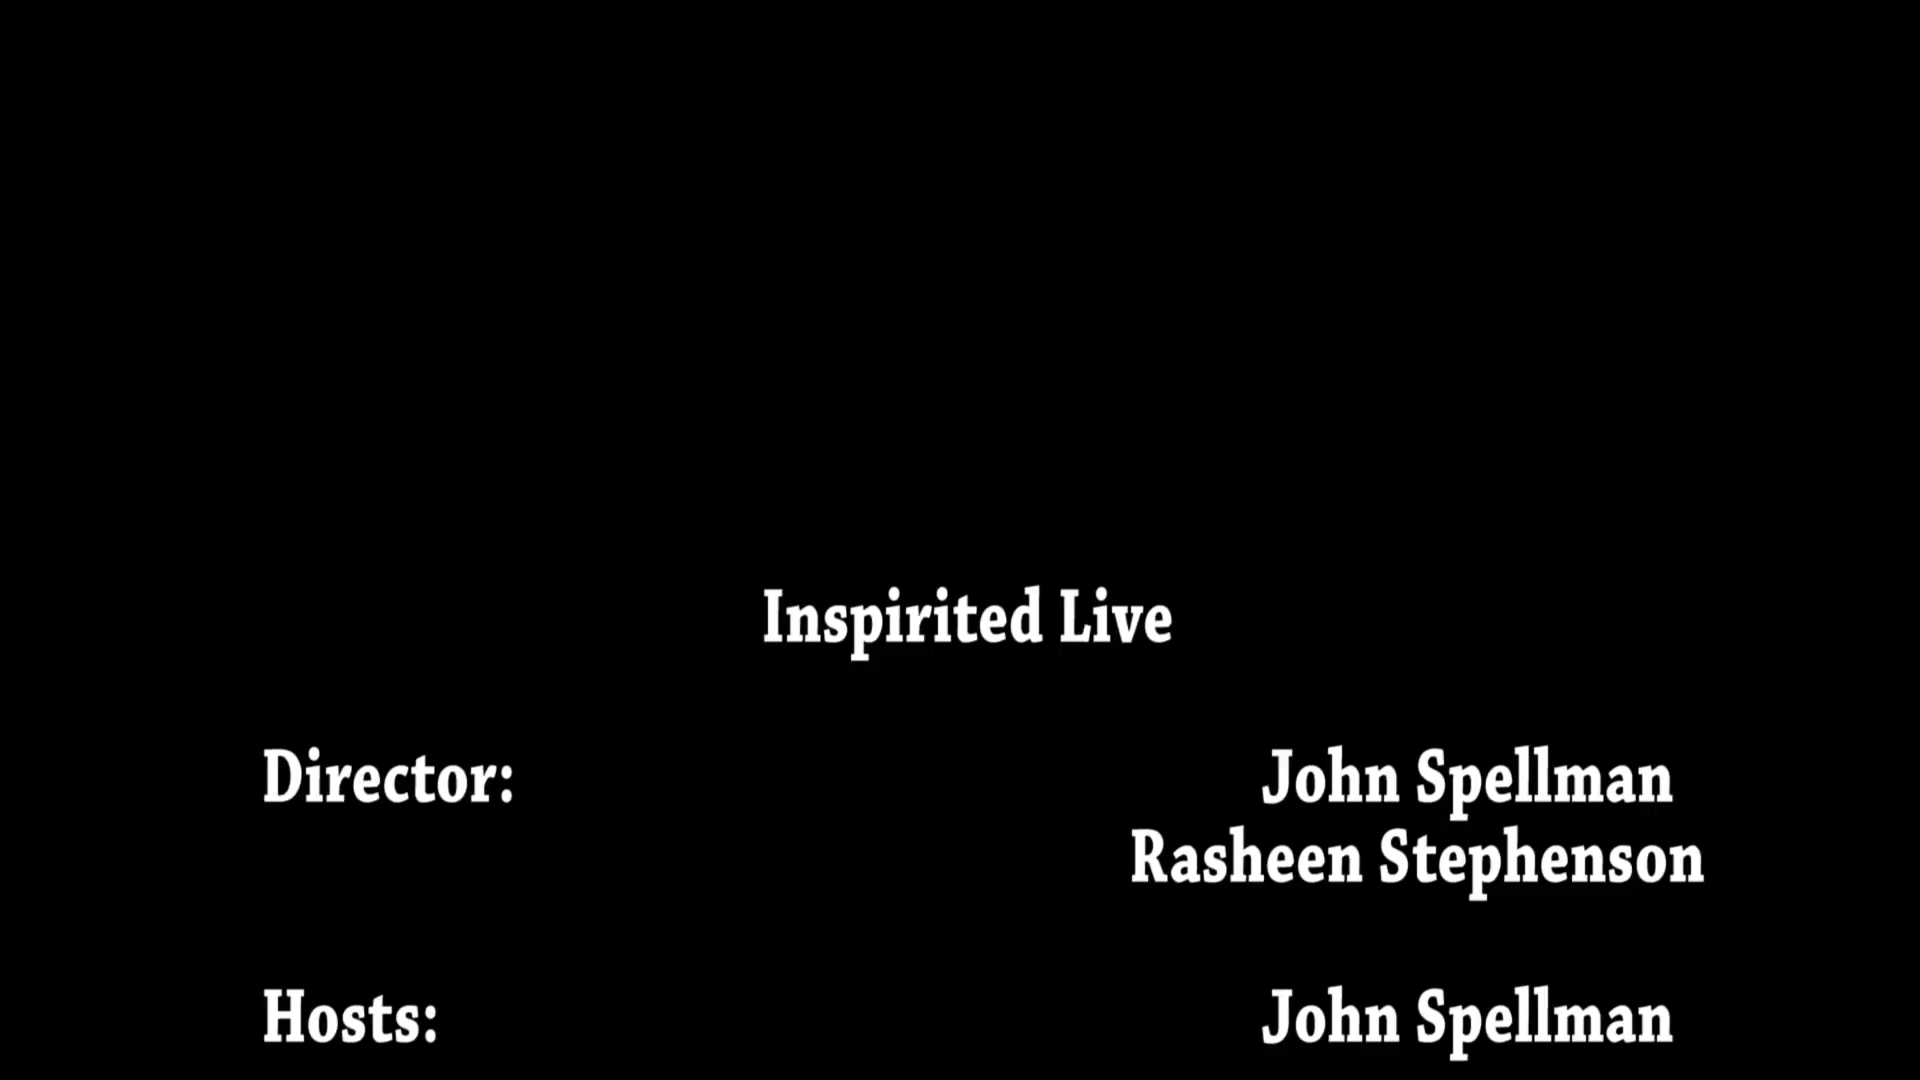 Inspirited Live
Director: John Spellman
Rasheen Stephenson
Hosts: John Spellman